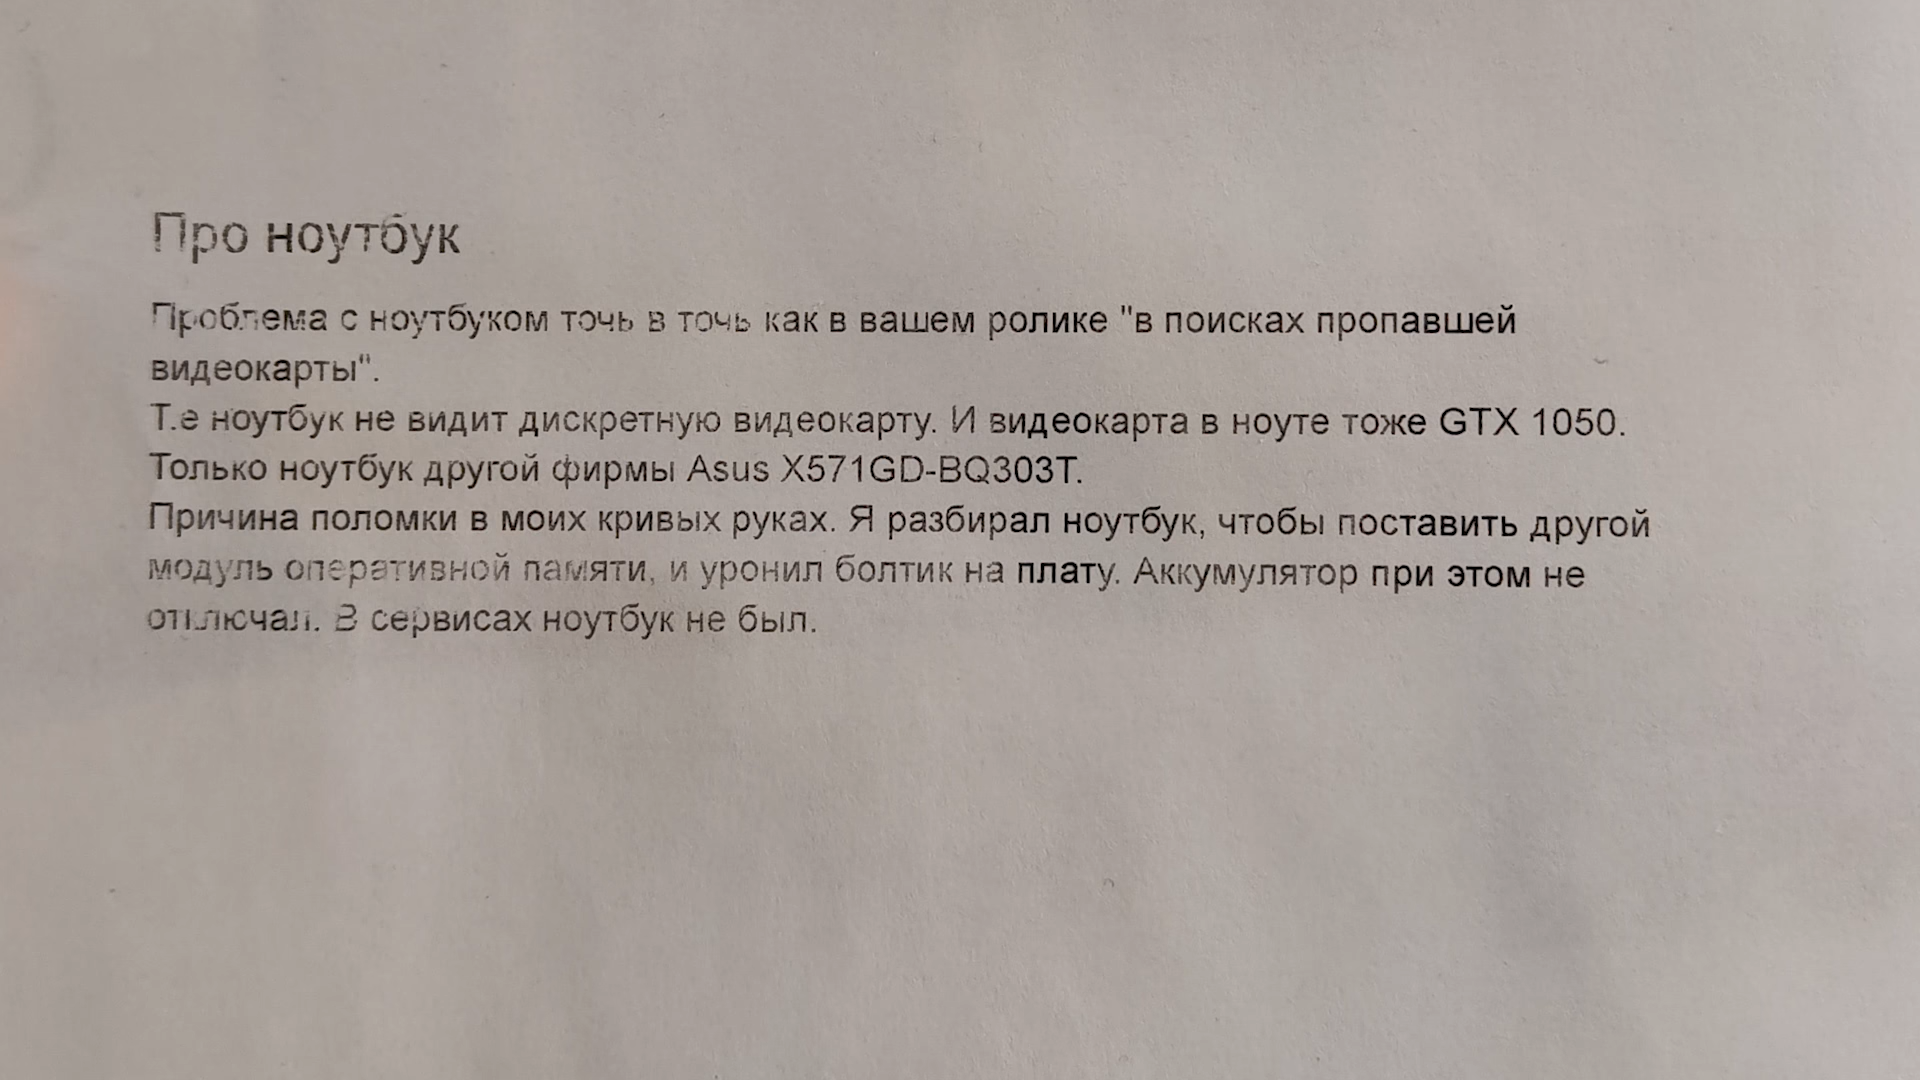 Про ноутбук
Проблема с ноутбуком точь в точь как в вашем ролике "в поисках пропавшей
видеокарты".
Т.е ноутбук не видит дискретную видеокарту. И видеокарта в ноуте тоже GTX 1050.
Только ноутбук другой фирмы Asus X571GD-BQ303T.
Причина поломки в моих кривых руках. Я разбирал ноутбук, чтобы поставить другой
модуль оперативной памяти, и уронил болтик на плату. Аккумулятор при этом не
отключал. В сервисах ноутбук не был.